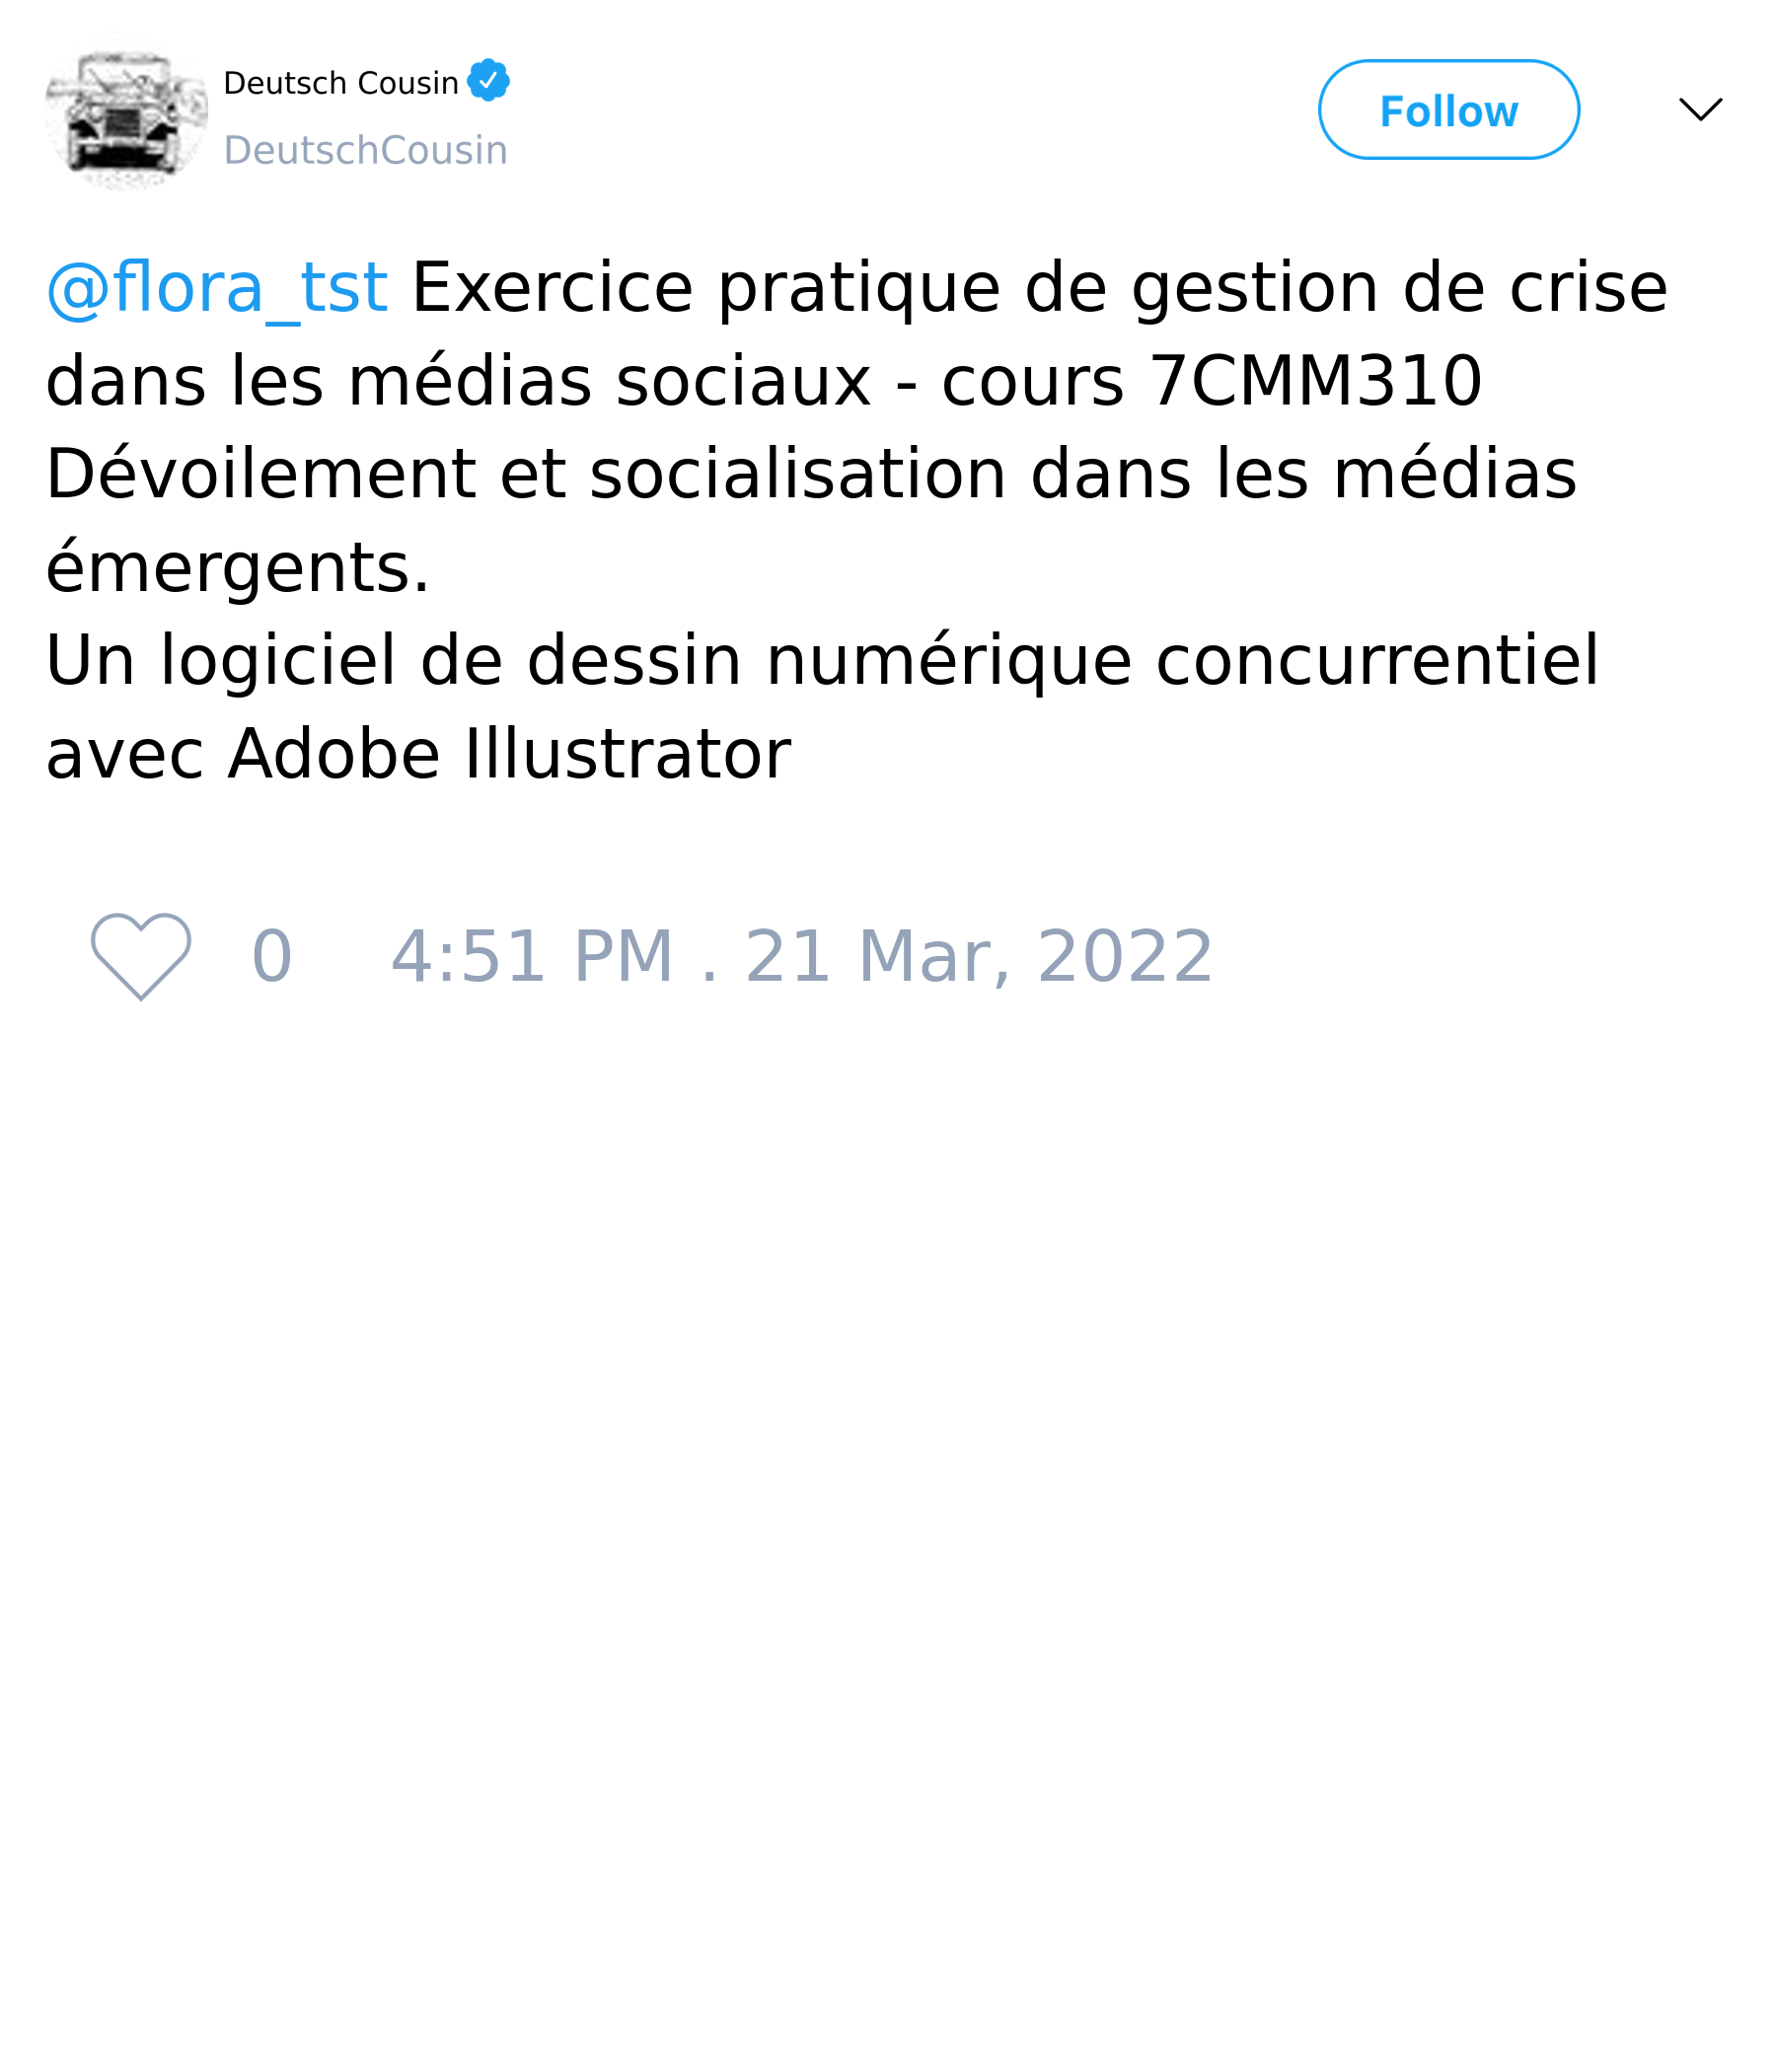 Deutsch Cousin
DeutschCousin
Follow
@flora_tst Exercice pratique de gestion de crise
dans les médias sociaux - cours 7CMM310
Dévoilement et socialisation dans les médias
émergents.
Un logiciel de dessin numérique concurrentiel
avec Adobe Illustrator
0 4:51 PM . 21 Mar, 2022